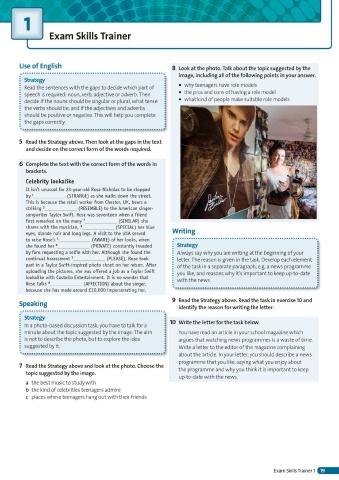 1
Exam Skills Trainer
Use of English
Strategy
Read the sentences with the gaps to decide which part of
speech is required: noun, verb, adjective or adverb. Then
decide if the nouns should be singular or plural, what tense
the verbs should be, and if the adjectives and adverbs
should be positive or negative. This will help you complete
the gaps correctly.
5 Read the Strategy above. Then look at the gaps in the text
and decide on the correct form of the words required.
6 Complete the text with the correct form of the words in
brackets.
Celebrity lookalike
It isn't unusual for 24-year-old Rose Nicholas to be stopped
by 1 (STRANGE) as she walks down the street.
This is because the retail worker from Chester, UK, bears a
striking 2 (RESEMBLE) to the American singer-
songwriter Taylor Swift. Rose was seventeen when a friend
first remarked on the many 3 (SIMILAR) she
shares with the musician, 4 (SPECIAL) her blue
eyes, blonde hair and long legs. A visit to the USA served
to raise Rose's 5 (AWARE) of her looks, when
she found her 6 (PRIVATE) constantly invaded
by fans requesting a selfie with her. Although she found the
continual harassment 7 (PLEASE), Rose took
part in a Taylor Swift-inspired photo shoot on her return. After
uploading the pictures, she was offered a job as a Taylor Swift
lookalike with Costello Entertainment. It is no wonder that
Rose talks 8 (AFFECTION) about the singer,
because she has made around £10,000 impersonating her.
Speaking
Strategy
In a photo-based discussion task, you have to talk for a
minute about the topic suggested by the image. The aim
is not to describe the photo, but to explore the idea
suggested by it.
7 Read the Strategy above and look at the photo. Choose the
topic suggested by the image.
a the best music to study with
b the kind of celebrities teenagers admire
c places where teenagers hang out with their friends
8 Look at the photo. Talk about the topic suggested by the
image, including all of the following points in your answer.
• why teenagers have role models
• the pros and cons of having a role model
• what kind of people make suitable role models
Writing
Strategy
Always say why you are writing at the beginning of your
letter. The reason is given in the task. Develop each element
of the task in a separate paragraph, e.g. a news programme
you like, and reasons why it's important to keep up-to-date
with the news.
9 Read the Strategy above. Read the task in exercise 10 and
identify the reason for writing the letter.
10 Write the letter for the task below.
You have read an article in your school magazine which
argues that watching news programmes is a waste of time.
Write a letter to the editor of the magazine complaining
about the article. In your letter, you should describe a news
programme that you like, saying what you enjoy about
the programme and why you think it is important to keep
up-to-date with the news.
Exam Skills Trainer 1 19